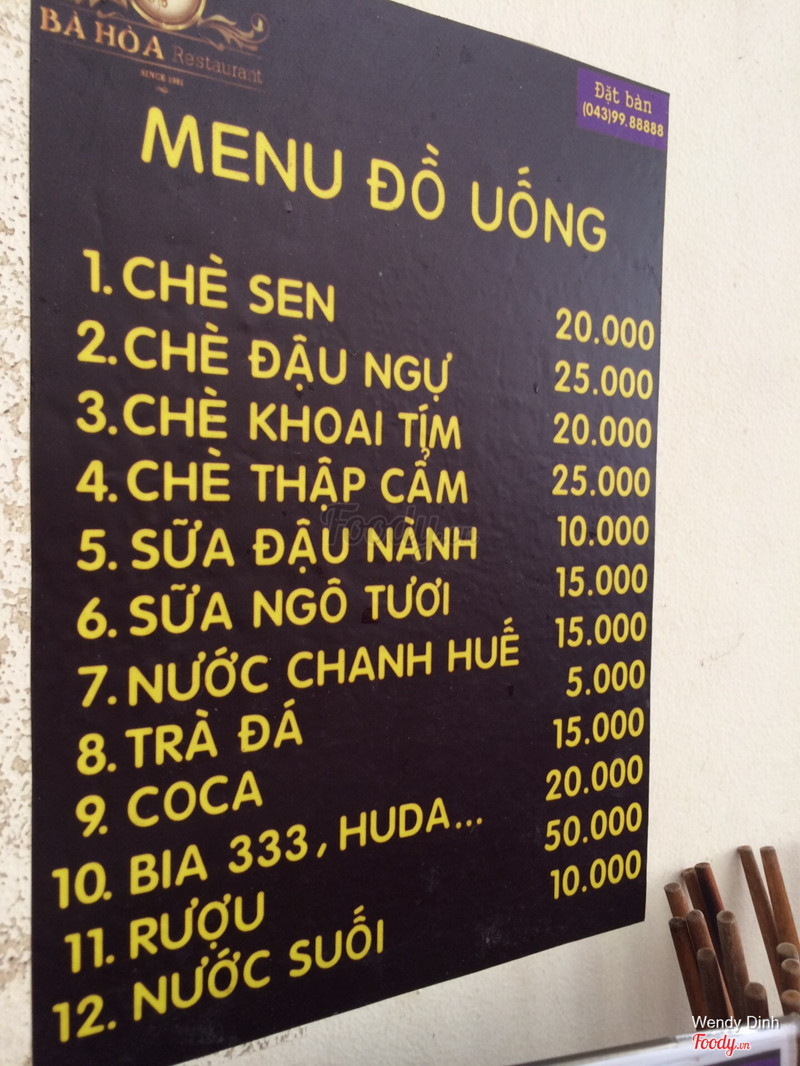 BÀ HÒA Restaurant
SINCE 1982
Đặt bàn
(043)99.88888
MENU ĐỒ UỐNG
1. CHÈ SEN 20.000
2. CHÈ ĐẬU NGỰ 25.000
3. CHÈ KHOAI TÍM 20.000
4. CHÈ THẬP CẨM 25.000
5. SỮA ĐẬU NÀNH 10.000
6. SỮA NGÔ TƯƠI 15.000
7. NƯỚC CHANH HUẾ 15.000
8. TRÀ ĐÁ 5.000
9. COCA 15.000
10. BIA 333, HUDA... 20.000
11. RƯỢU 50.000
12. NƯỚC SUỐI 10.000
Foody.vn
Wendy Dinh
Foody.vn